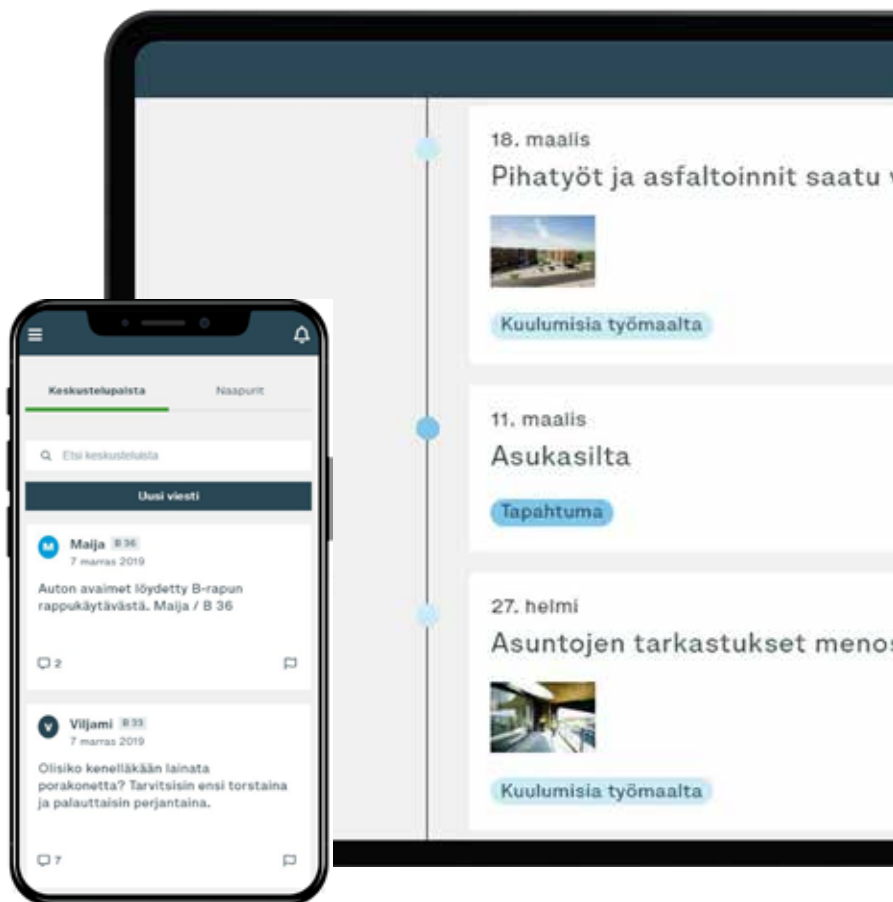 18. maalis
Pihatyöt ja asfaltoinnit saatu
Kuulumisia työmaalta
11. maalis
Asukasilta
Tapahtuma
27. helmi
Asuntojen tarkastukset menos
Kuulumisia työmaalta
Keskustelupalsta
Naapurit
Etsi keskusteluista
Uusi viesti
M
Maija B 36
7 marras 2019
Auton avaimet löydetty B-rapun
rappukäytävästä. Maija / B 36
2
V
Viljami B 33
7 marras 2019
Olisiko kenelläkään lainata
porakonetta? Tarvitsisin ensi torstaina
ja palauttaisin perjantaina.
7